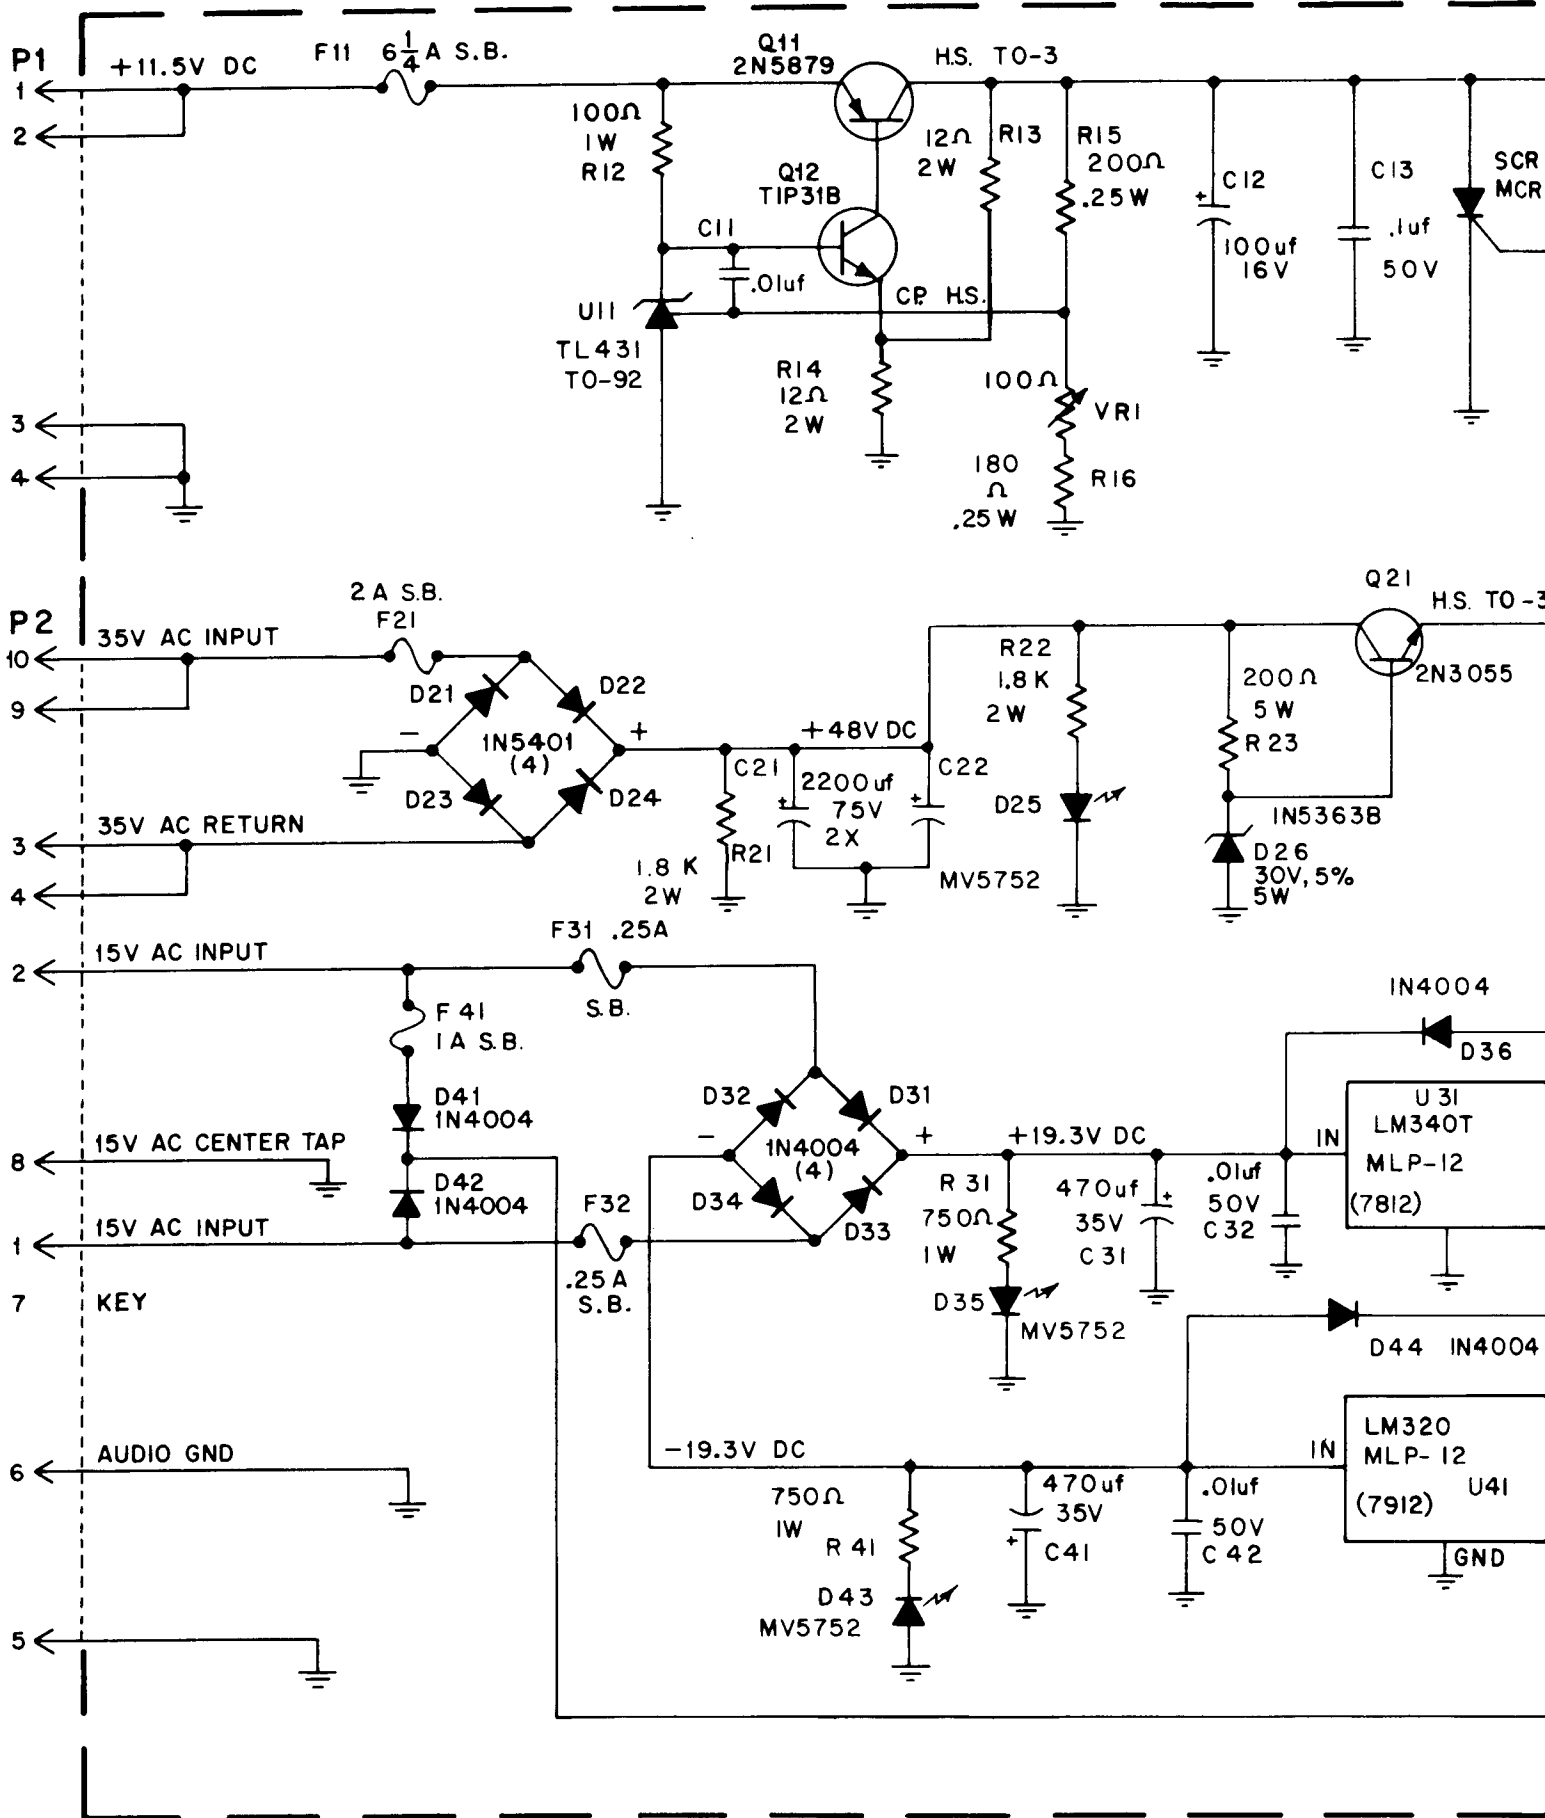 P1
+11.5V DC
F11 6 1/4 A S.B.
1
2
3
4
100Ω
1W
R12
Q11
2N5879
H.S. TO-3
Q12
TIP31B
12Ω
2W
R13
R15
200Ω
.25W
C11
.01uf
CP. H.S.
U11
TL431
TO-92
R14
12Ω
2W
100Ω
VR1
180
Ω
.25W
R16
+
C12
100uf
16V
C13
.1uf
50V
SCR
MCR
P2
10
35V AC INPUT
9
2A S.B.
F21
D21
D22
1N5401
(4)
-
+
D23
D24
3
35V AC RETURN
4
+48V DC
C21
2200uf
75V
2X
+
+
C22
1.8 K
2W
R21
R22
1.8 K
2W
D25
MV5752
200Ω
5W
R23
Q21
H.S. TO-3
2N3055
1N5363B
D26
30V, 5%
5W
2
15V AC INPUT
F31 .25A
S.B.
F41
1A S.B.
D41
1N4004
8
15V AC CENTER TAP
D42
1N4004
1
15V AC INPUT
F32
.25A
S.B.
7
KEY
D32
D31
-
+
1N4004
(4)
D34
D33
+19.3V DC
R31
750Ω
1W
D35
MV5752
470uf
35V
C31
+
.01uf
50V
C32
1N4004
D36
IN
U31
LM340T
MLP-12
(7812)
D44 1N4004
6
AUDIO GND
-19.3V DC
750Ω
1W
R41
D43
MV5752
470uf
35V
+
C41
.01uf
50V
C42
IN
LM320
MLP-12
(7912)
U41
GND
5